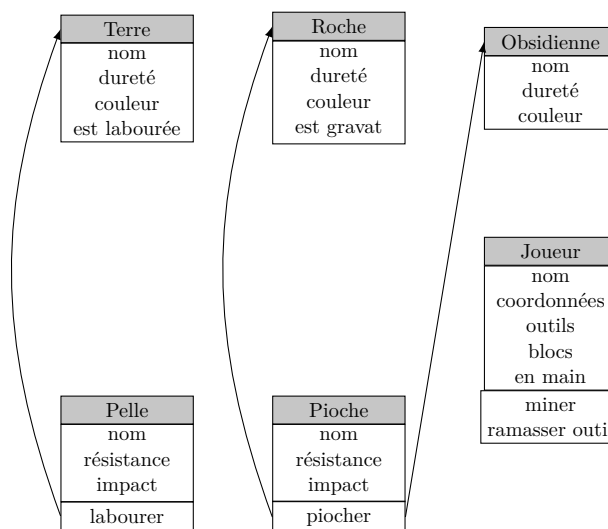 Terre
nom
dureté
couleur
est labourée
Roche
nom
dureté
couleur
est gravat
Obsidienne
nom
dureté
couleur
Joueur
nom
coordonnées
outils
blocs
en main
miner
ramasser outi
Pelle
nom
résistance
impact
labourer
Pioche
nom
résistance
impact
piocher